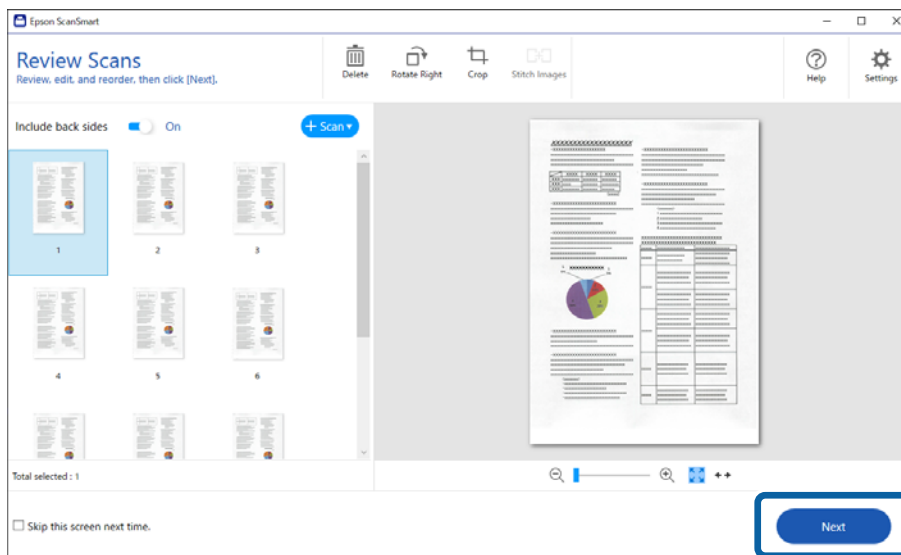 Epson ScanSmart
Review Scans
Review, edit, and reorder, then click [Next].
Delete
Rotate Right
Crop
Stitch Images
Help
Settings
Include back sides
On
+ Scan
1
2
3
4
5
6
Total selected : 1
Skip this screen next time.
Next